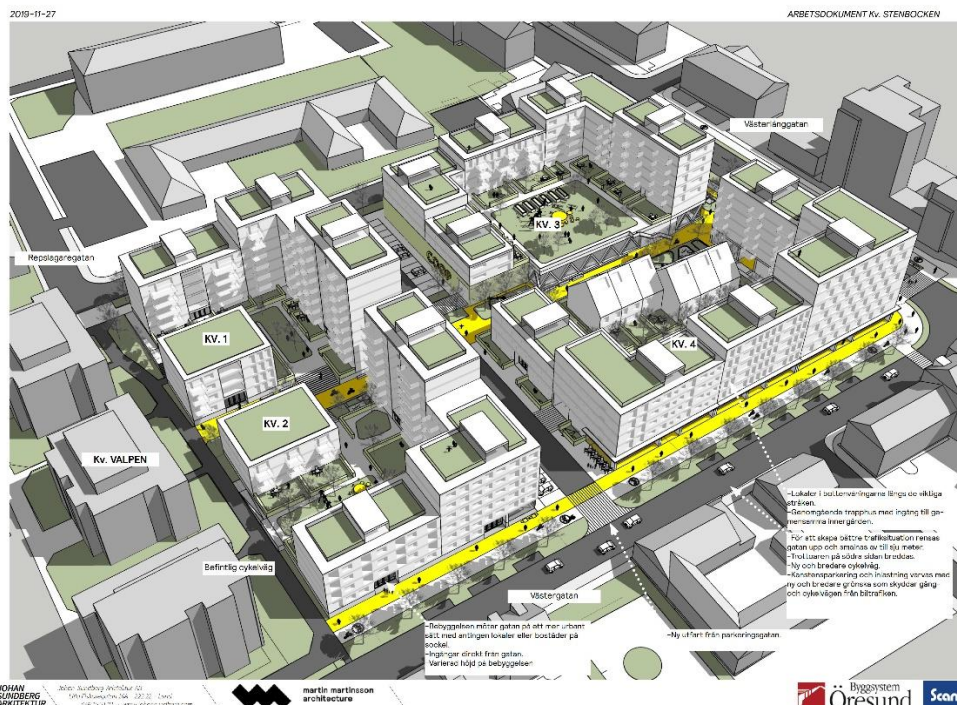 2019-11-27
ARBETSDOKUMENT Kv. STENBOCKEN
Västerlånggatan
KV. 3
COOP
Repslagaregatan
KV. 1
KV. 4
KV. 2
Kv. VALPEN
-Lokaler i bottenvåningarna längs de viktiga
stråken.
-Genomgående trapphus med ingång till ge-
mensamma innergården.
För att skapa bättre trafiksituation rensas
gatan upp och smalnas av till sju meter.
-Trottoaren på södra sidan breddas.
-Ny och bredare cykelväg.
-Kantstensparkering och inlastning varvas med
ny och bredare grönska som skyddar gång-
och cykelvägen från biltrafiken.
Befintlig cykelväg
Västergatan
-Bebyggelsen möter gatan på ett mer urbant
sätt med antingen lokaler eller bostäder på
sockel.
-Ingångar direkt från gatan.
Varierad höjd på bebyggelsen
-Ny utfart från parkeringsgatan.
JOHAN
SUNDBERG
ARKITEKTUR
martin martinsson
architecture
Byggsystem
Öresund